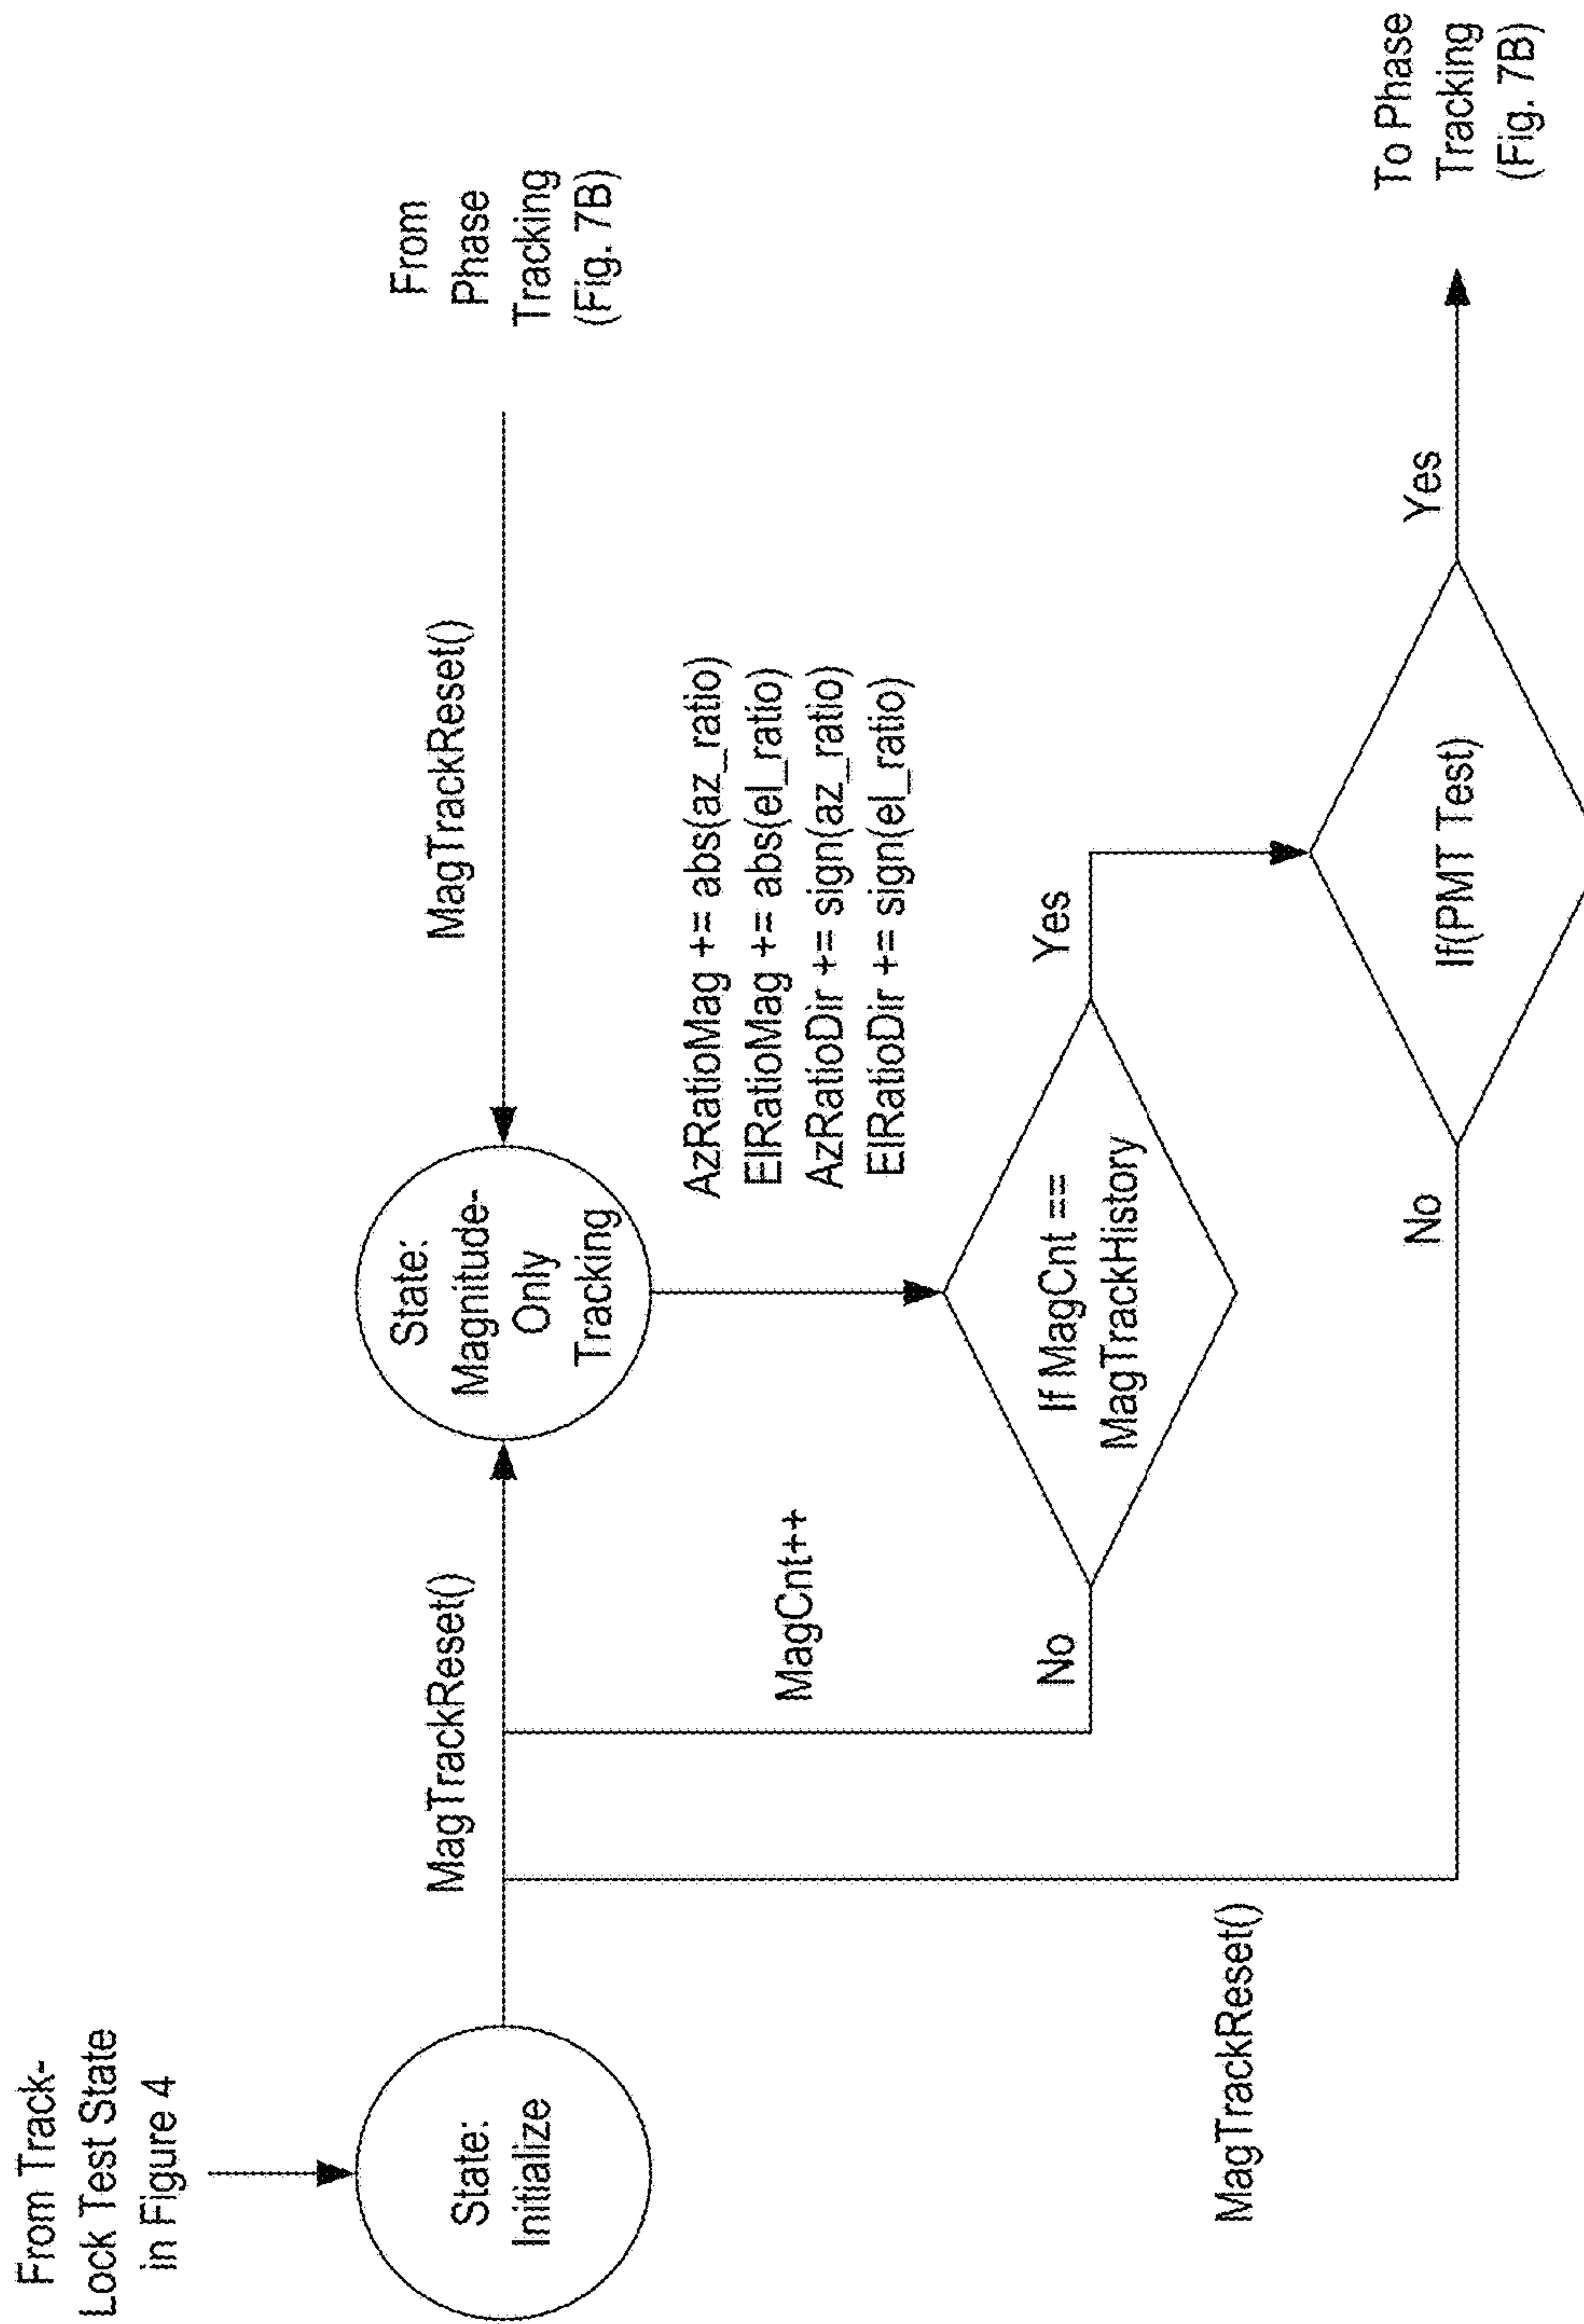 From Track-
Lock Test State
in Figure 4
State:
Initialize
MagTrackReset()
State:
Magnitude-
Only
Tracking
MagTrackReset()
From
Phase
Tracking
(Fig. 7B)
AzRatioMag += abs(az_ratio)
ElRatioMag += abs(el_ratio)
AzRatioDir += sign(az_ratio)
ElRatioDir += sign(el_ratio)
MagCnt++
No
If MagCnt ==
MagTrackHistory
Yes
MagTrackReset()
No
If(PMT Test)
Yes
To Phase
Tracking
(Fig. 7B)